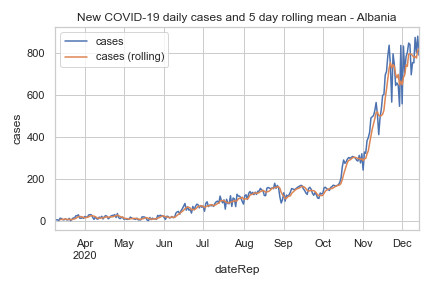 New COVID-19 daily cases and 5 day rolling mean - Albania
cases
cases (rolling)
cases
800
600
400
200
0
Apr May Jun Jul Aug Sep Oct Nov Dec
2020
dateRep